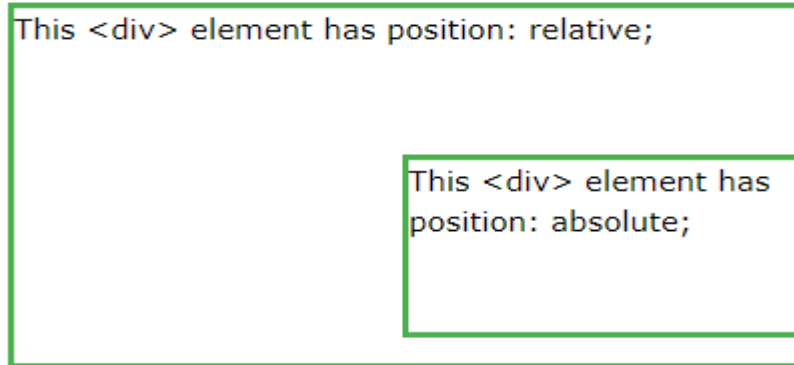 This <div> element has position: relative;
This <div> element has
position: absolute;